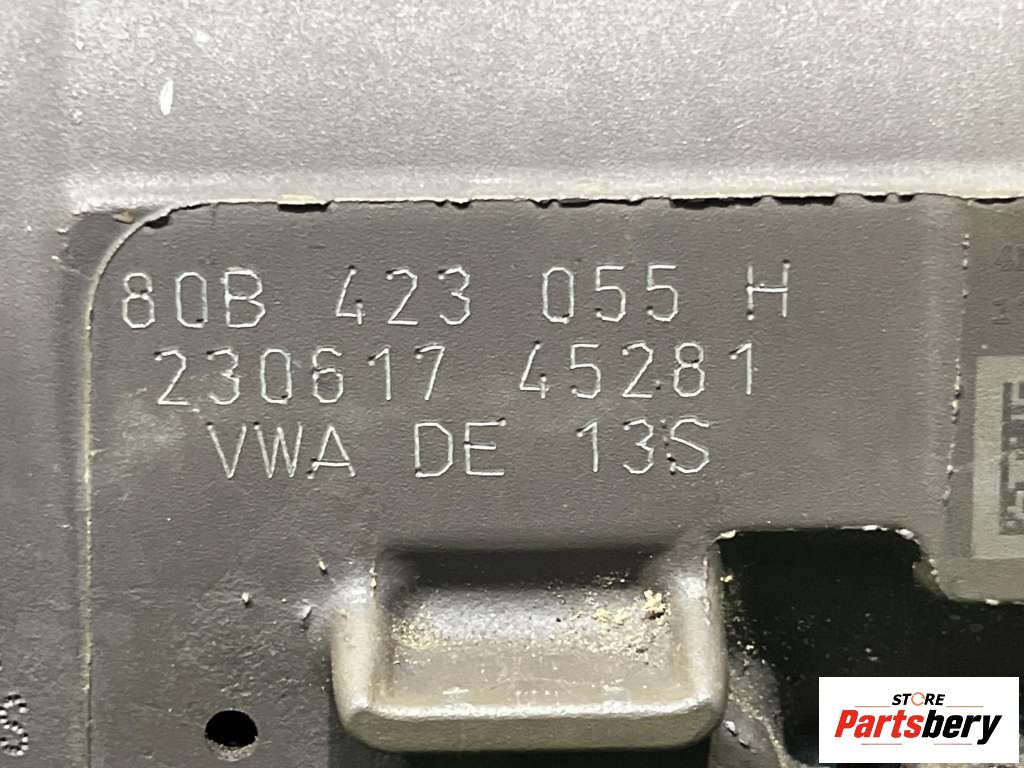 80B 423 055 H
230617 45281
VWA DE 13S
STORE
Partsbery